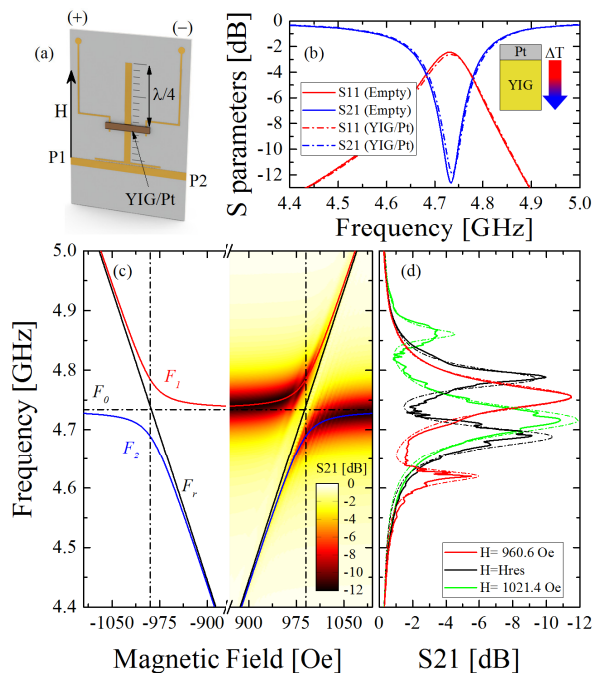 (a)
(+)
(−)
H
λ/4
P1
P2
YIG/Pt
(b)
S parameters [dB]
0
-2
-4
-6
-8
-10
-12
S11 (Empty)
S21 (Empty)
S11 (YIG/Pt)
S21 (YIG/Pt)
Pt
YIG
ΔT
4.4 4.5 4.6 4.7 4.8 4.9 5.0
Frequency [GHz]
(c)
Frequency [GHz]
5.0
4.9
4.8
4.7
4.6
4.5
4.4
F1
F0
F2
Fr
S21 [dB]
0
-2
-4
-6
-8
-10
-12
-1050 -975 -900 900 975 1050
Magnetic Field [Oe]
(d)
H= 960.6 Oe
H=Hres
H= 1021.4 Oe
0 -2 -4 -6 -8 -10 -12
S21 [dB]